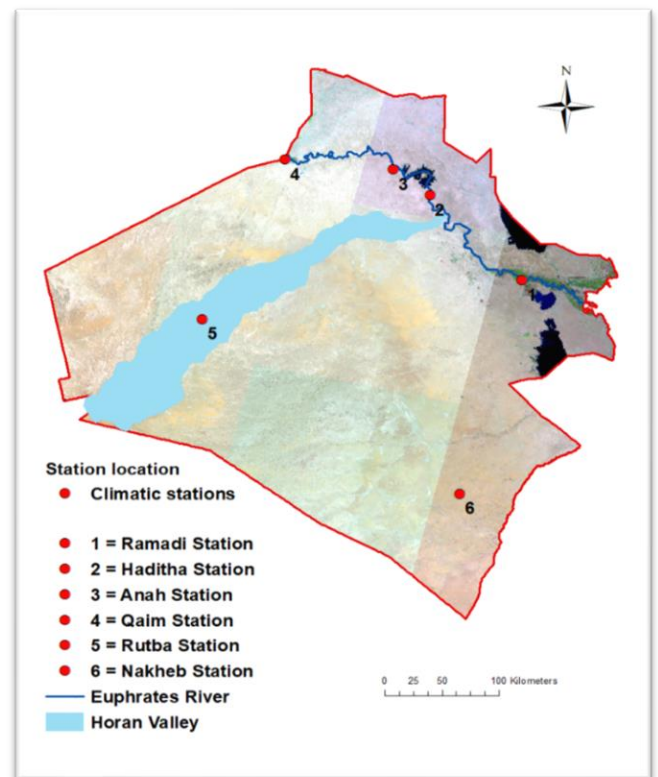 N
4
3
2
1
5
6
Station location
Climatic stations
1 = Ramadi Station
2 = Haditha Station
3 = Anah Station
4 = Qaim Station
5 = Rutba Station
6 = Nakheb Station
Euphrates River
Horan Valley
0 25 50 100 Kilometers